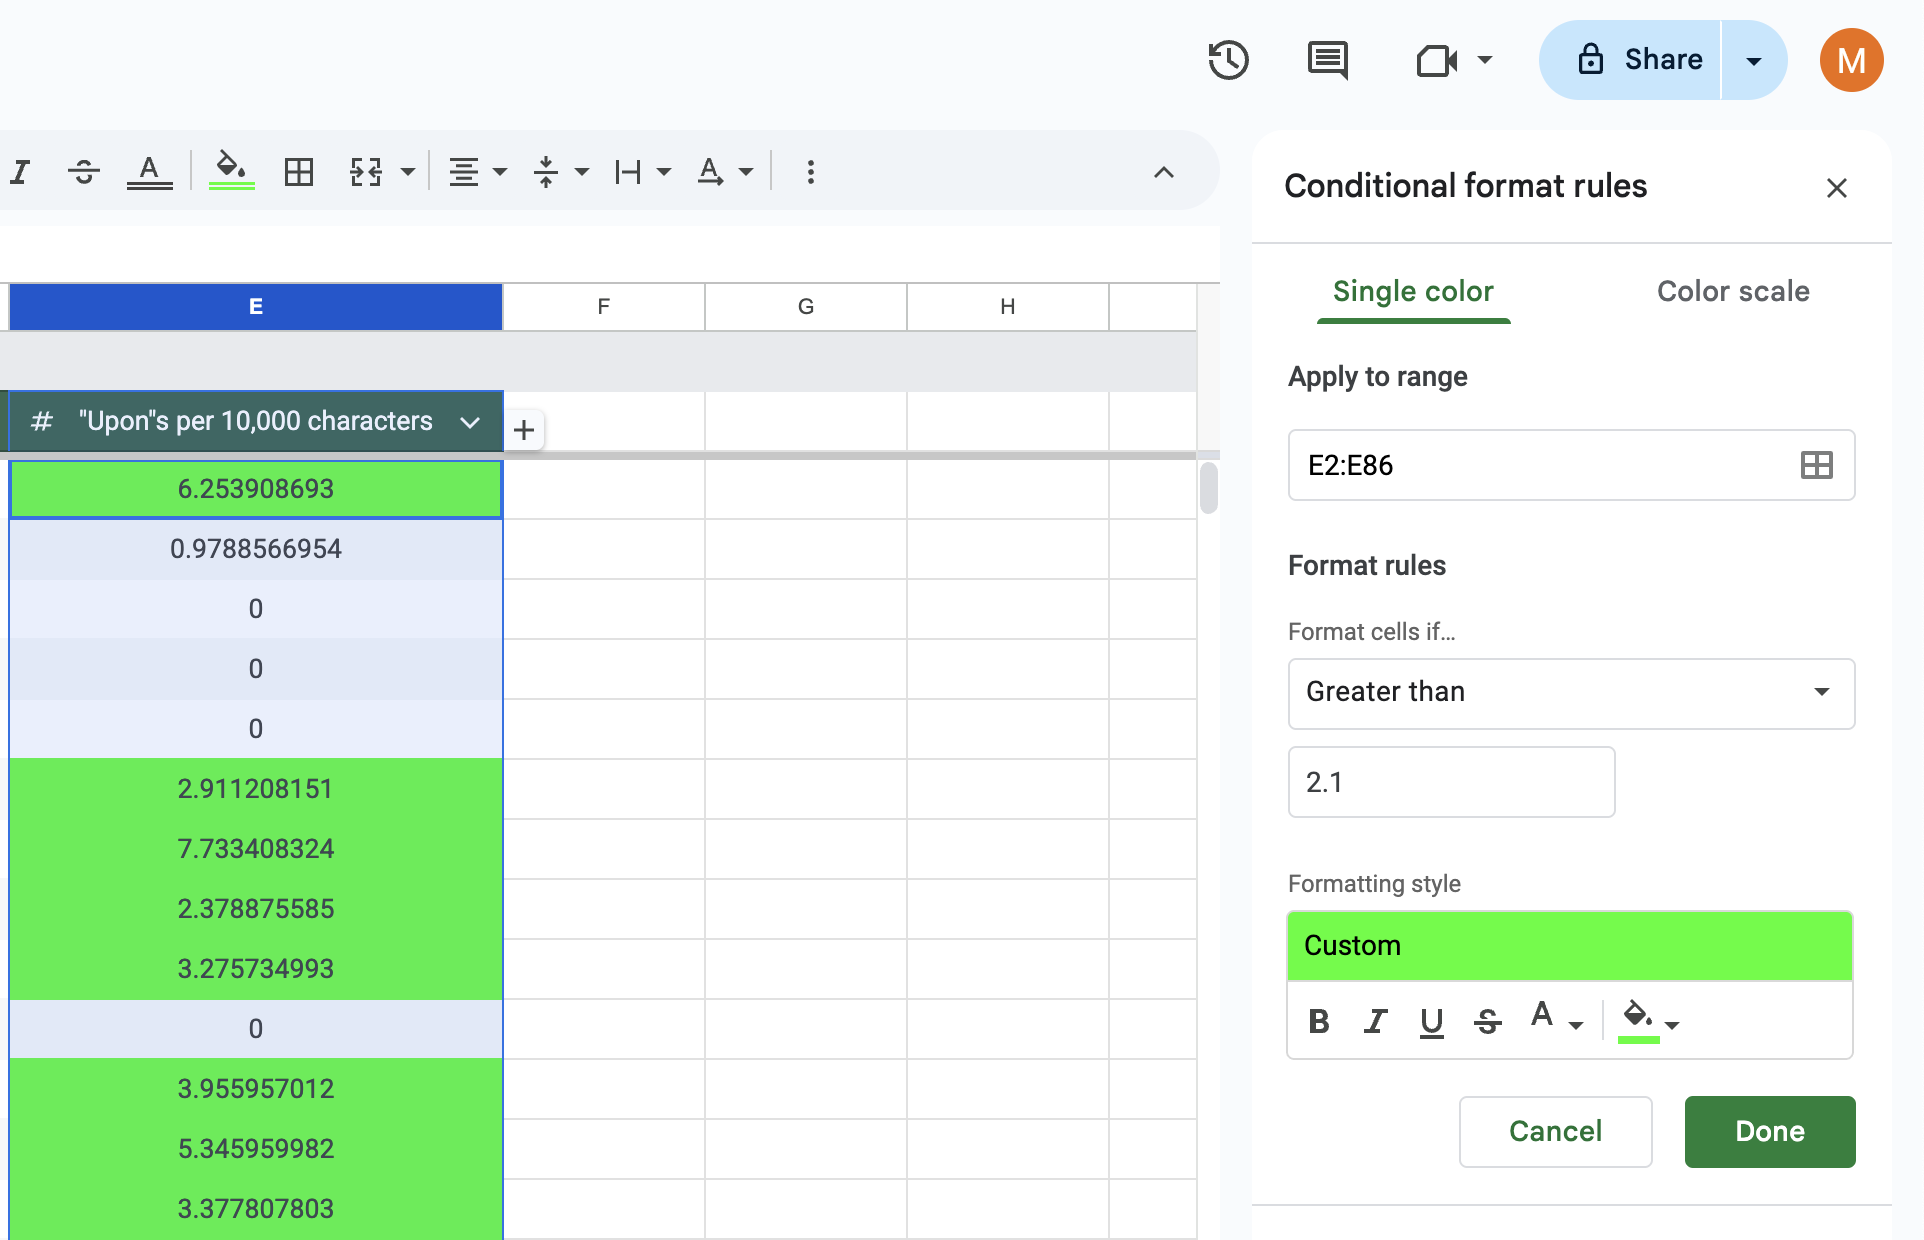 Share
M
Conditional format rules
Single color
Color scale
Apply to range
E2:E86
Format rules
Format cells if…
Greater than
2.1
Formatting style
Custom
B I U S A
Cancel
Done
I S A A
E F G H
# "Upon"s per 10,000 characters
6.253908693
0.9788566954
0
0
0
2.911208151
7.733408324
2.378875585
3.275734993
0
3.955957012
5.345959982
3.377807803